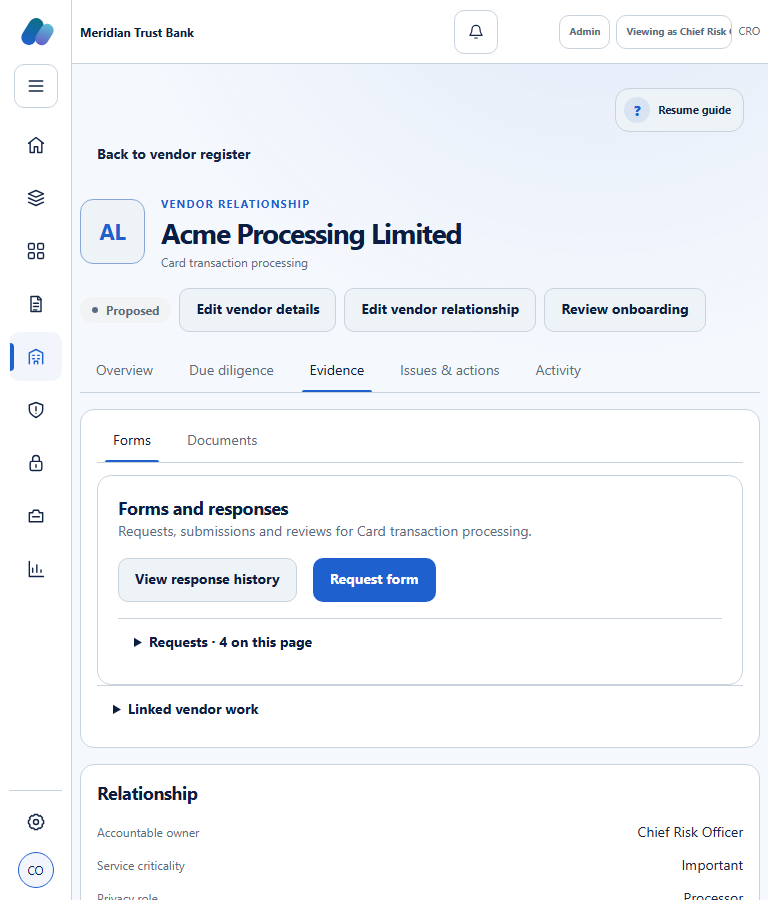 Meridian Trust Bank
Admin
Viewing as Chief Risk
CRO
? Resume guide
Back to vendor register
AL
VENDOR RELATIONSHIP
Acme Processing Limited
Card transaction processing
Proposed
Edit vendor details
Edit vendor relationship
Review onboarding
Overview Due diligence Evidence Issues & actions Activity
Forms Documents
Forms and responses
Requests, submissions and reviews for Card transaction processing.
View response history
Request form
Requests · 4 on this page
Linked vendor work
Relationship
Accountable owner Chief Risk Officer
Service criticality Important
Privacy role Processor
CO